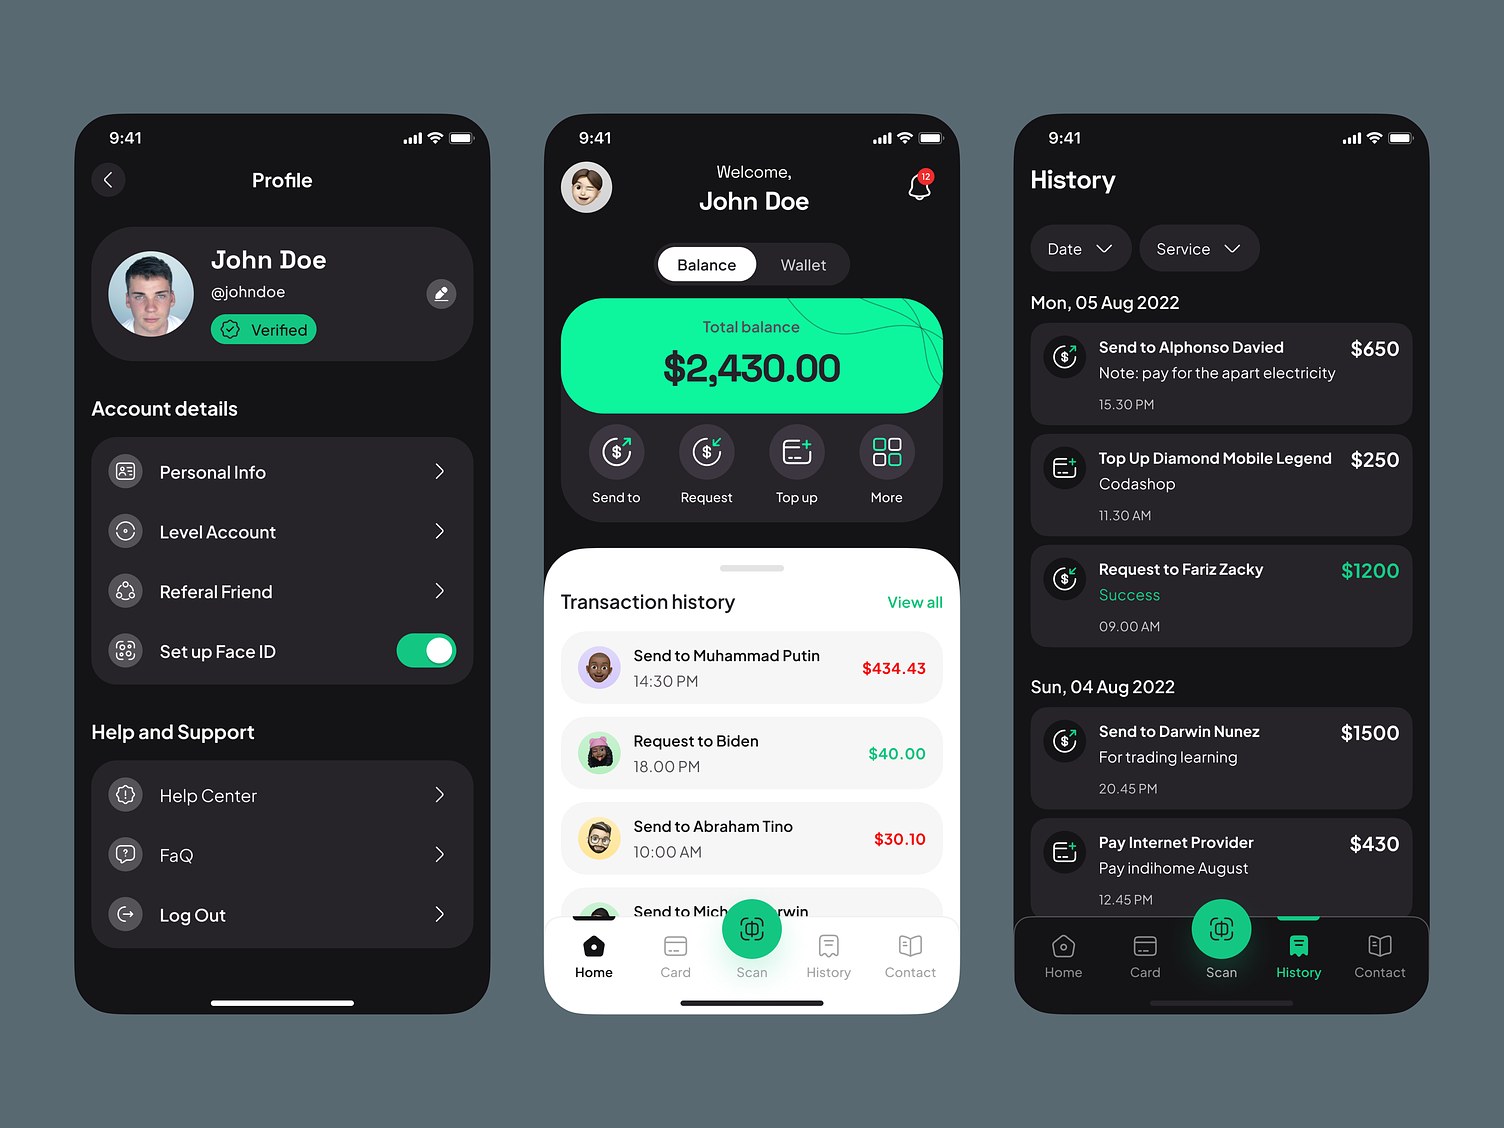 9:41
Profile
John Doe
@johndoe
Verified
Account details
Personal Info
Level Account
Referal Friend
Set up Face ID
Help and Support
Help Center
FaQ
Log Out
9:41
Welcome,
John Doe
12
Balance
Wallet
Total balance
$2,430.00
Send to
Request
Top up
More
Transaction history
View all
Send to Muhammad Putin
14:30 PM
$434.43
Request to Biden
18.00 PM
$40.00
Send to Abraham Tino
10:00 AM
$30.10
Send to
Home
Card
Scan
History
Contact
9:41
History
Date
Service
Mon, 05 Aug 2022
Send to Alphonso Davied
$650
Note: pay for the apart electricity
15.30 PM
Top Up Diamond Mobile Legend
$250
Codashop
11.30 AM
Request to Fariz Zacky
$1200
Success
09.00 AM
Sun, 04 Aug 2022
Send to Darwin Nunez
$1500
For trading learning
20.45 PM
Pay Internet Provider
$430
Pay indihome August
12.45 PM
Home
Card
Scan
History
Contact